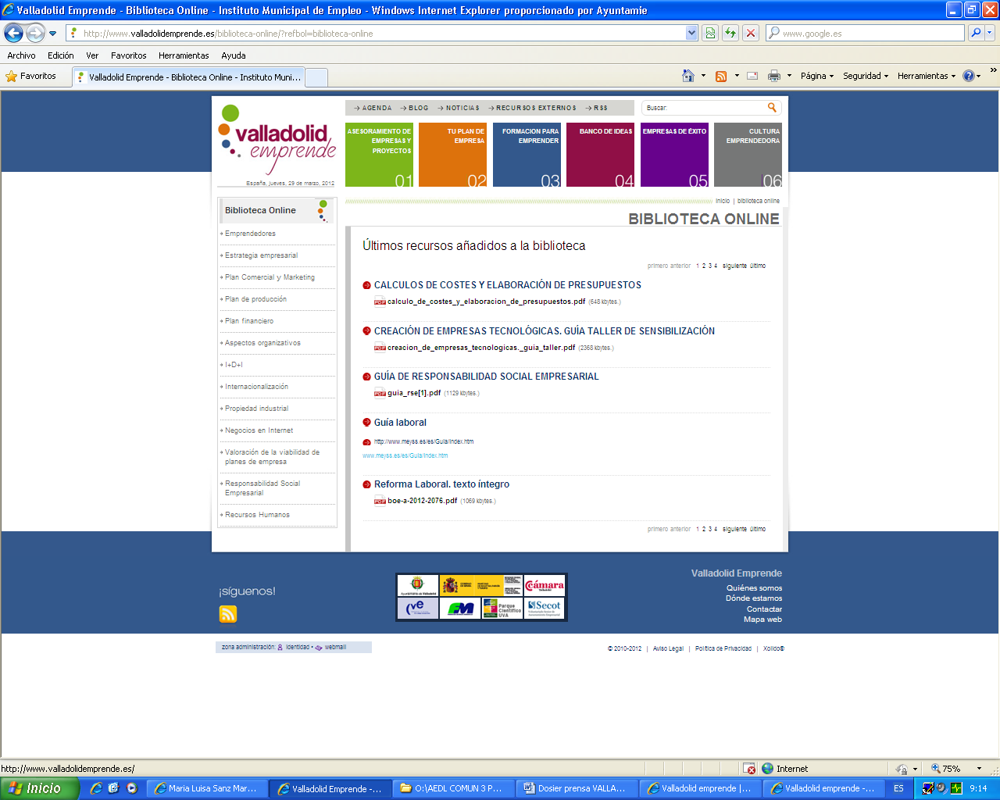 Valladolid Emprende - Biblioteca Online - Instituto Municipal de Empleo - Windows Internet Explorer proporcionado por Ayuntamie
http://www.valladolidemprende.es/biblioteca-online/?refbol=biblioteca-online
www.google.es
Archivo Edición Ver Favoritos Herramientas Ayuda
Favoritos
Valladolid Emprende - Biblioteca Online - Instituto Muni...
Página Seguridad Herramientas
valladolid
emprende
España, jueves, 29 de marzo, 2012
AGENDA BLOG NOTICIAS RECURSOS EXTERNOS RSS
Buscar:
ASESORAMIENTO DE EMPRESAS Y PROYECTOS 01
TU PLAN DE EMPRESA 02
FORMACION PARA EMPRENDER 03
BANCO DE IDEAS 04
EMPRESAS DE ÉXITO 05
CULTURA EMPRENDEDORA 06
Inicio | biblioteca online
BIBLIOTECA ONLINE
Biblioteca Online
Emprendedores
Estrategia empresarial
Plan Comercial y Marketing
Plan de producción
Plan financiero
Aspectos organizativos
I+D+I
Internacionalización
Propiedad industrial
Negocios en Internet
Valoración de la viabilidad de
planes de empresa
Responsabilidad Social
Empresarial
Recursos Humanos
Últimos recursos añadidos a la biblioteca
primero anterior 1 2 3 4 siguiente último
CALCULOS DE COSTES Y ELABORACIÓN DE PRESUPUESTOS
PDF calculo_de_costes_y_elaboracion_de_presupuestos.pdf (648 kbytes.)
CREACIÓN DE EMPRESAS TECNOLÓGICAS. GUÍA TALLER DE SENSIBILIZACIÓN
PDF creacion_de_empresas_tecnologicas._guia_taller.pdf (2368 kbytes.)
GUÍA DE RESPONSABILIDAD SOCIAL EMPRESARIAL
PDF guia_rse[1].pdf (1129 kbytes.)
Guía laboral
http://www.meyss.es/es/Guia/Index.htm
www.meyss.es/es/Guia/Index.htm
Reforma Laboral. texto íntegro
PDF boe-a-2012-2076.pdf (1069 kbytes.)
primero anterior 1 2 3 4 siguiente último
¡síguenos!
Cámara
cve
Parque
Científico
UVA
Secot
Valladolid Emprende
Quiénes somos
Dónde estamos
Contactar
Mapa web
zona administración: identidad • webmail
© 2010-2012 | Aviso Legal | Política de Privacidad | Xolido®
http://www.valladolidemprende.es/
Internet
75%
Inicio
Maria Luisa Sanz Mar...
Valladolid Emprende -...
O:\AEDL COMUN 3 P...
Dosier prensa VALLA...
Valladolid emprende |...
Valladolid emprende -...
ES
9:14